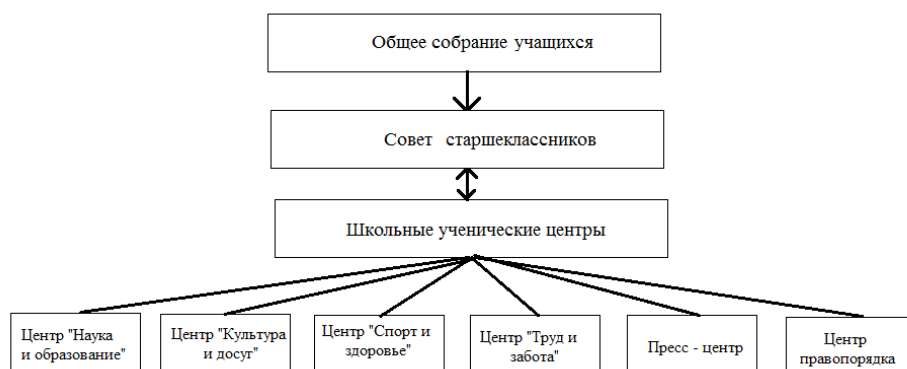 Общее собрание учащихся
Совет старшеклассников
Школьные ученические центры
Центр "Наука
и образование"
Центр "Культура
и досуг"
Центр "Спорт и
здоровье"
Центр "Труд и
забота"
Пресс - центр
Центр
правопорядка